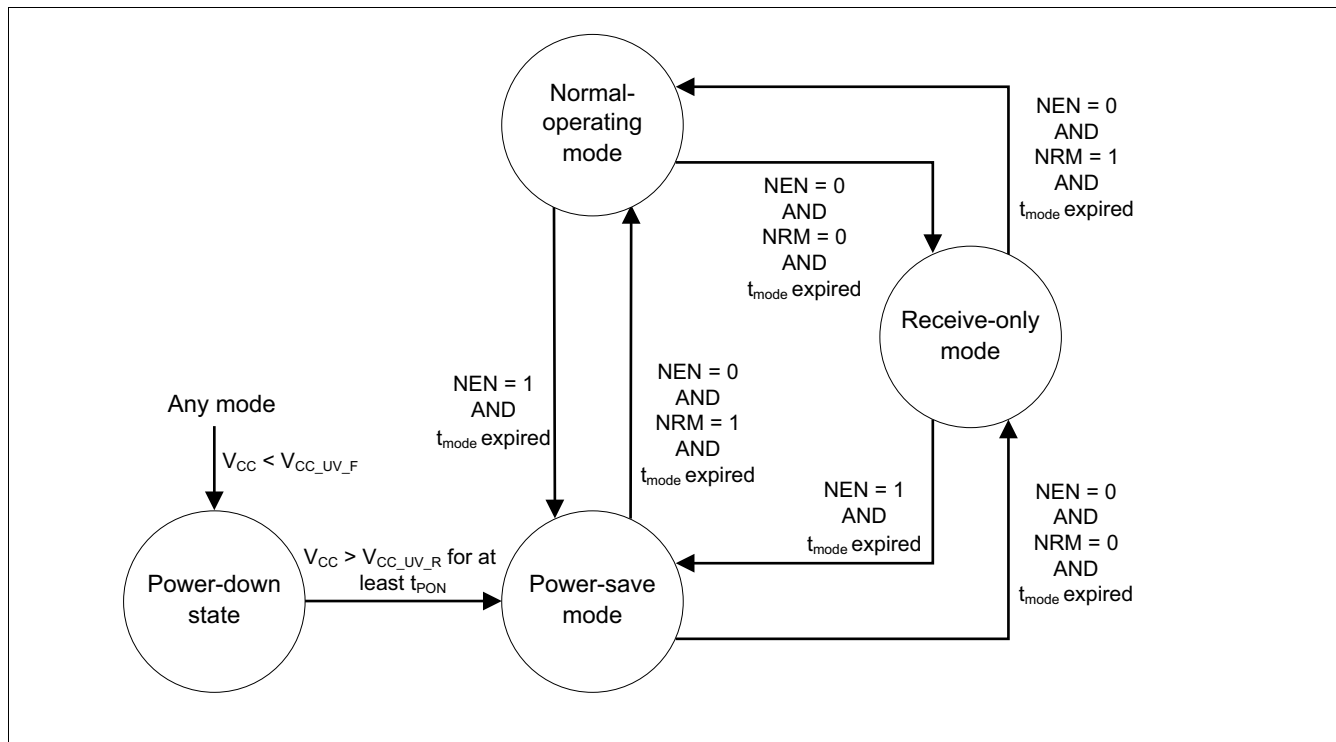 Normal-
operating
mode
NEN = 0
AND
NRM = 1
AND
tmode expired
NEN = 0
AND
NRM = 0
AND
tmode expired
Receive-only
mode
NEN = 1
AND
tmode expired
NEN = 0
AND
NRM = 1
AND
tmode expired
Any mode
VCC < VCC_UV_F
NEN = 1
AND
tmode expired
NEN = 0
AND
NRM = 0
AND
tmode expired
Power-down
state
VCC > VCC_UV_R for at
least tPON
Power-save
mode